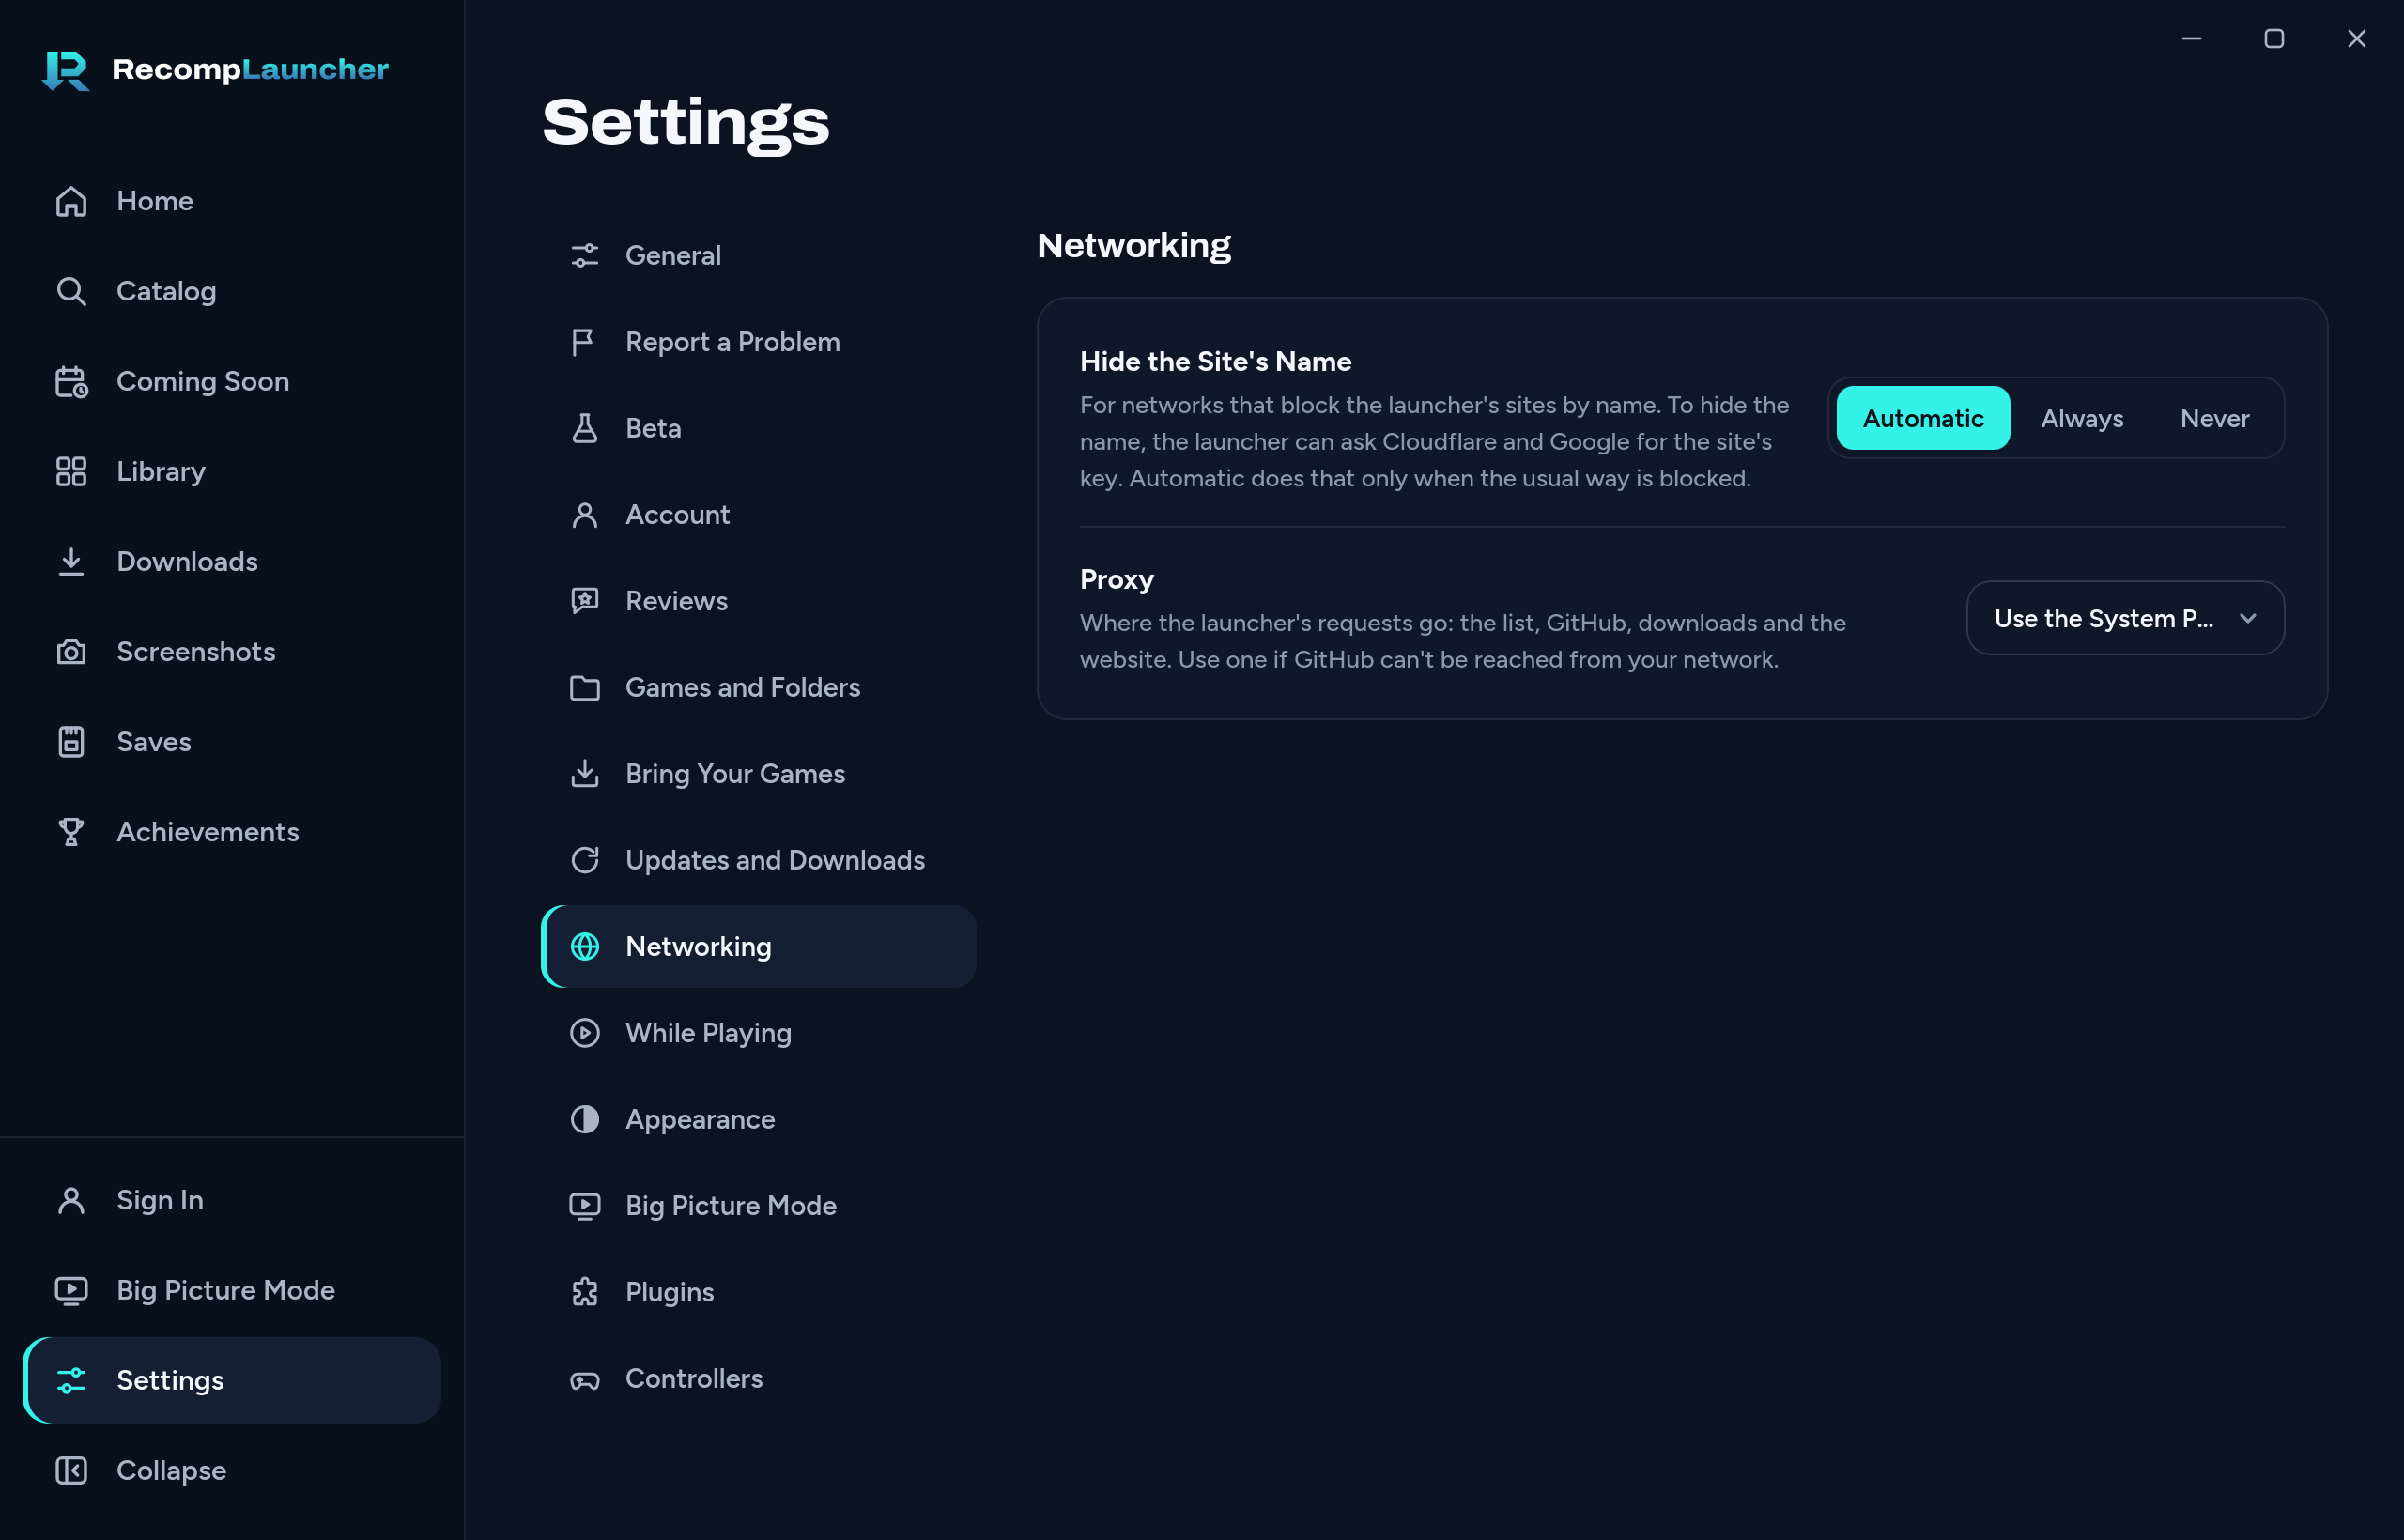 RecompLauncher
Home
Catalog
Coming Soon
Library
Downloads
Screenshots
Saves
Achievements
Sign In
Big Picture Mode
Settings
Collapse
Settings
General
Report a Problem
Beta
Account
Reviews
Games and Folders
Bring Your Games
Updates and Downloads
Networking
While Playing
Appearance
Big Picture Mode
Plugins
Controllers
Networking
Hide the Site's Name
For networks that block the launcher's sites by name. To hide the
name, the launcher can ask Cloudflare and Google for the site's
key. Automatic does that only when the usual way is blocked.
Automatic Always Never
Proxy
Where the launcher's requests go: the list, GitHub, downloads and the
website. Use one if GitHub can't be reached from your network.
Use the System P...